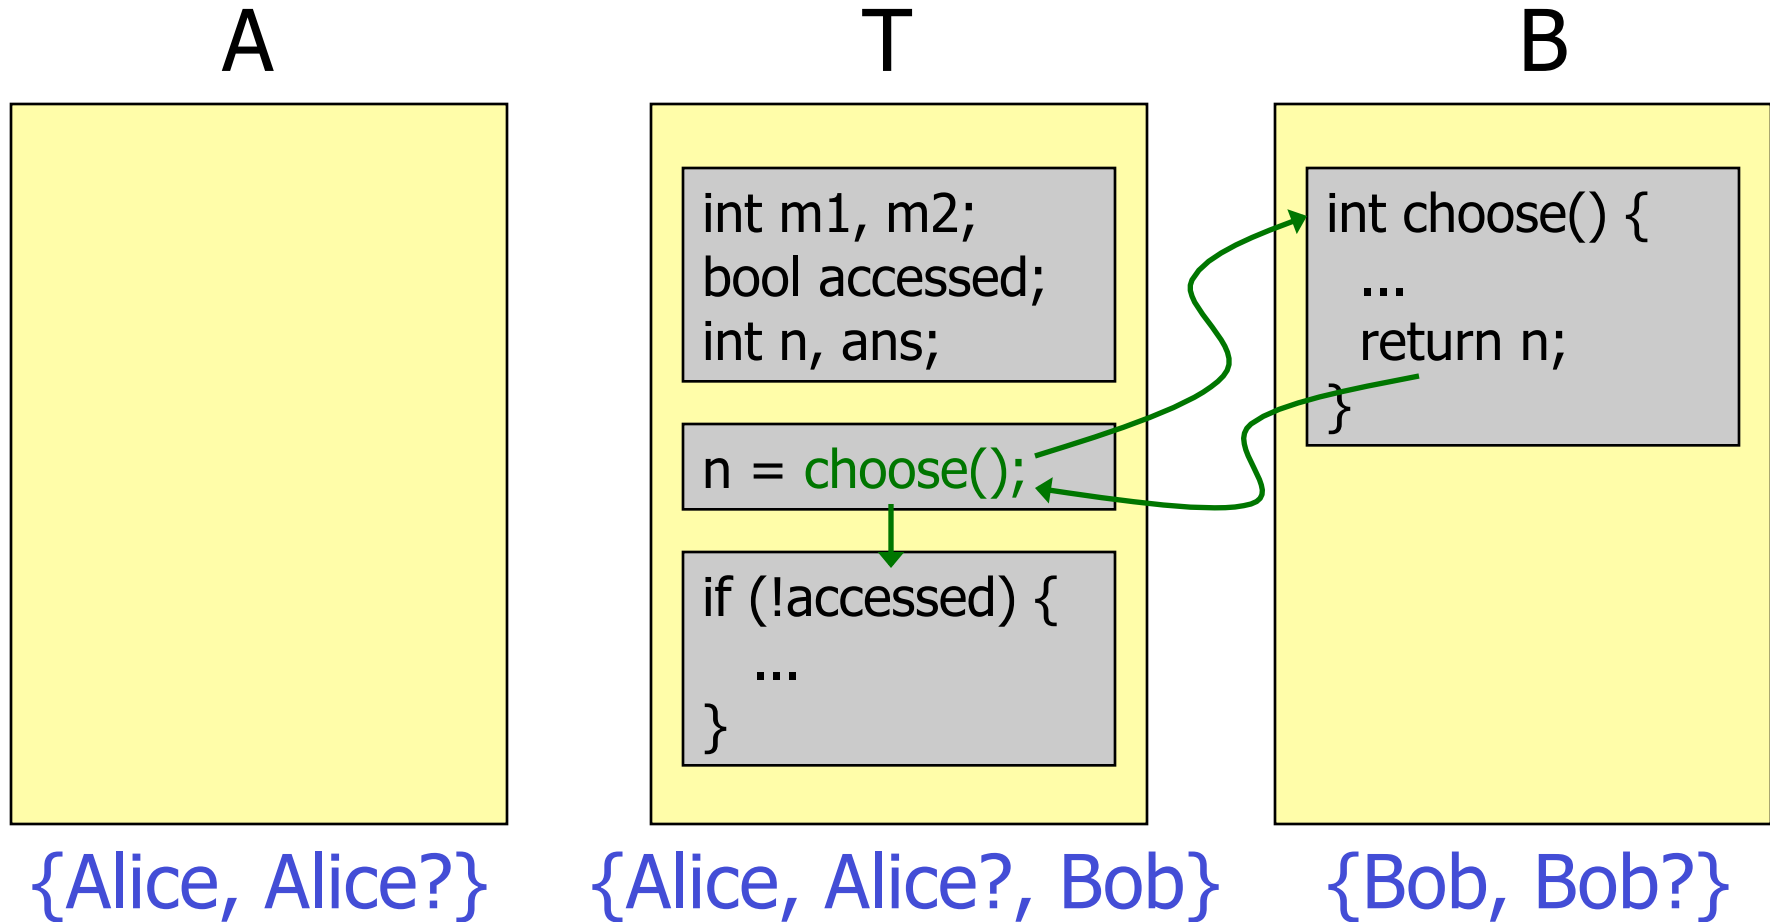 A
T
B
int m1, m2;
bool accessed;
int n, ans;
n = choose();
if (!accessed) {
...
}
int choose() {
...
return n;
}
{Alice, Alice?}
{Alice, Alice?, Bob}
{Bob, Bob?}